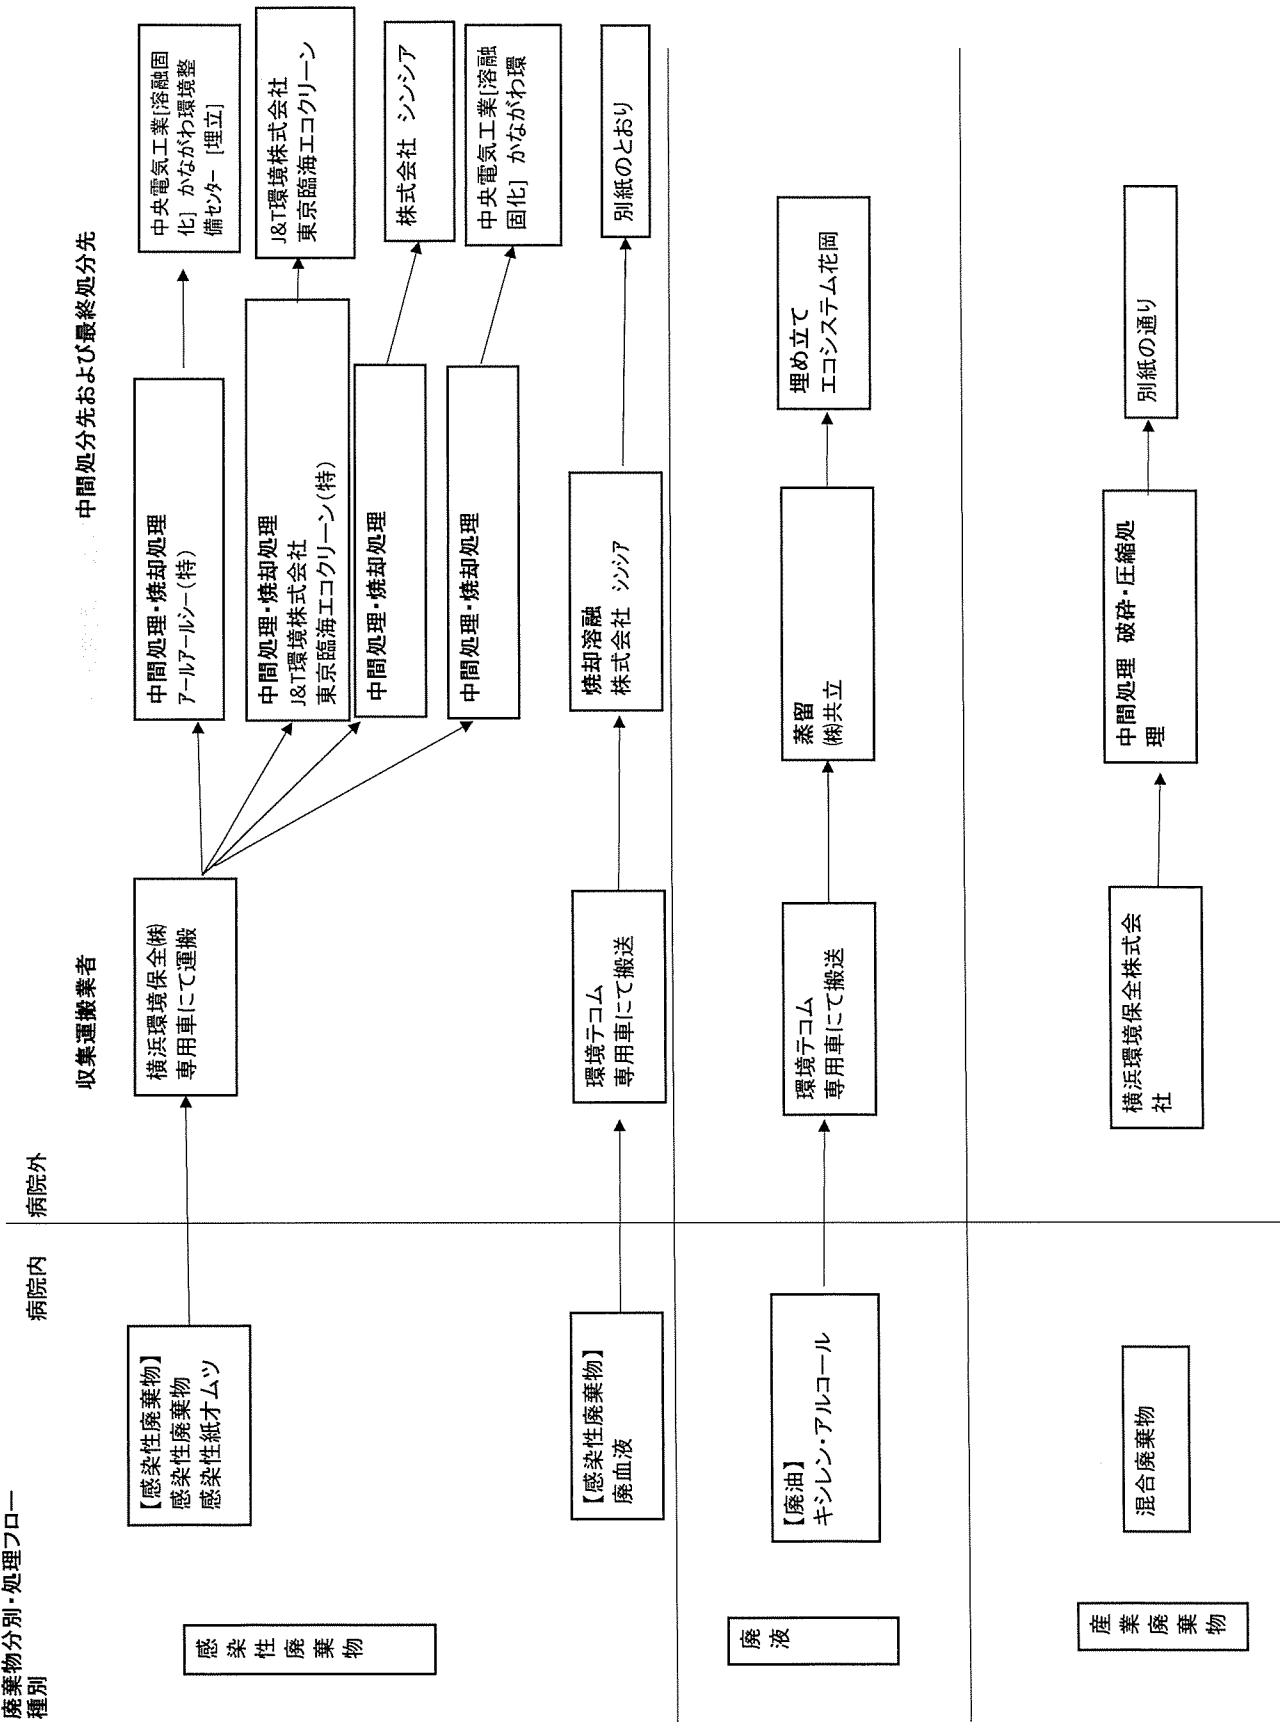 廃棄物分別・処理フロー
種別
病院内
病院外
収集運搬業者
中間処分先および最終処分先
感染性廃棄物
【感染性廃棄物】
感染性廃棄物
感染性紙オムツ
横浜環境保全(株)
専用車にて運搬
中間処理・焼却処理
アールアールシー(特)
中央電気工業[溶融固
化] かながわ環境整
備センター [埋立]
中間処理・焼却処理
J&T環境株式会社
東京臨海エコクリーン(特)
J&T環境株式会社
東京臨海エコクリーン
中間処理・焼却処理
株式会社 シンシア
中間処理・焼却処理
中央電気工業[溶融
固化] かながわ環
【感染性廃棄物】
廃血液
環境テコム
専用車にて搬送
焼却溶融
株式会社 シンシア
別紙のとおり
廃液
【廃油】
キシレン・アルコール
環境テコム
専用車にて搬送
蒸留
(株)共立
埋め立て
エコシステム花岡
産業廃棄物
混合廃棄物
横浜環境保全株式会
社
中間処理 破砕・圧縮処
理
別紙の通り